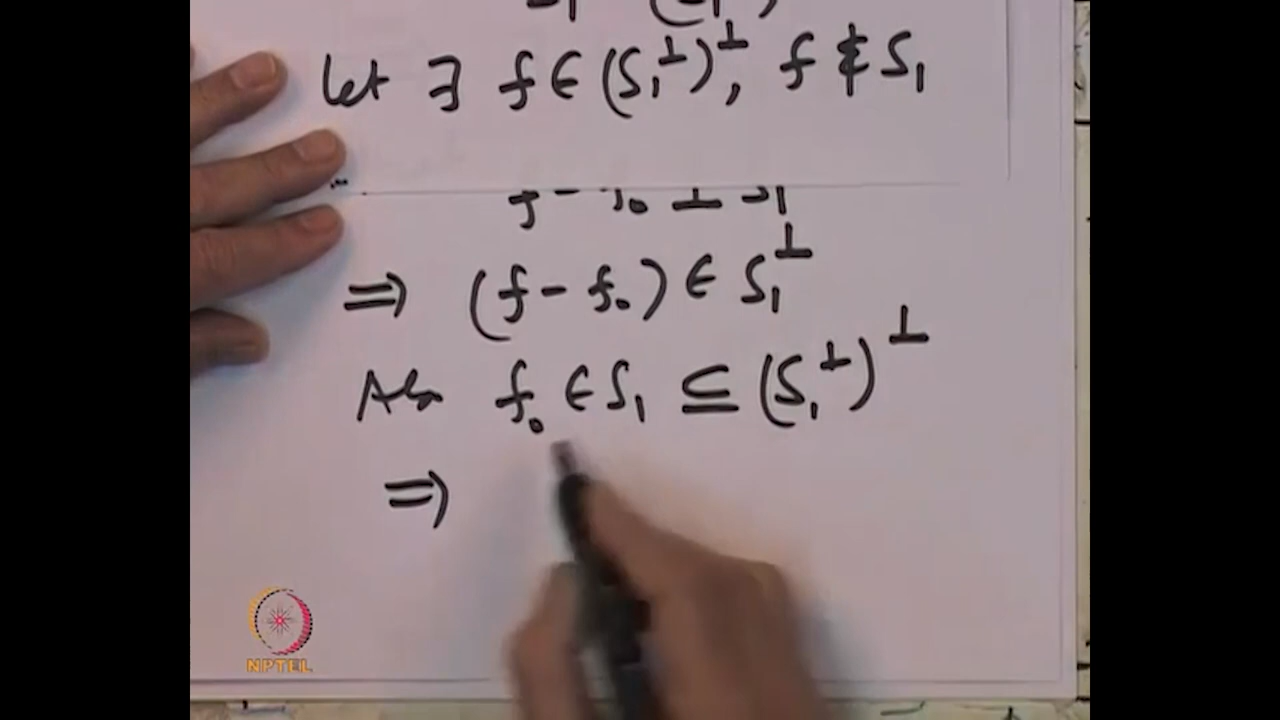 let ∃ f ∈ (S₁^⊥)^⊥, f ∉ S₁
⇒ (f - f₀) ∈ S₁^⊥
Also f₀ ∈ S₁ ⊆ (S₁^⊥)^⊥
⇒
NPTEL